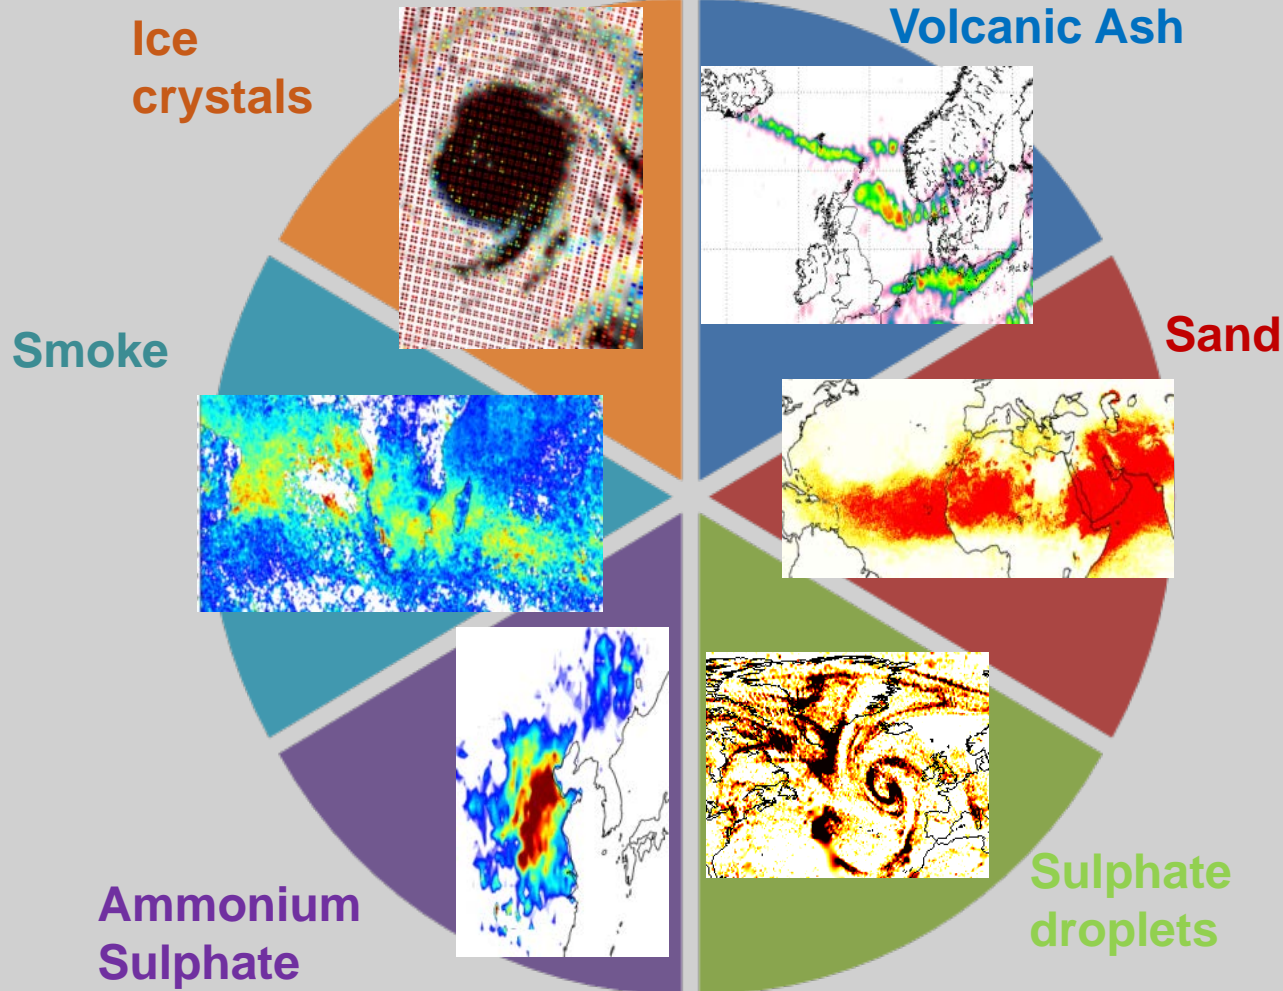 Ice
crystals
Volcanic Ash
Smoke
Sand
Ammonium
Sulphate
Sulphate
droplets